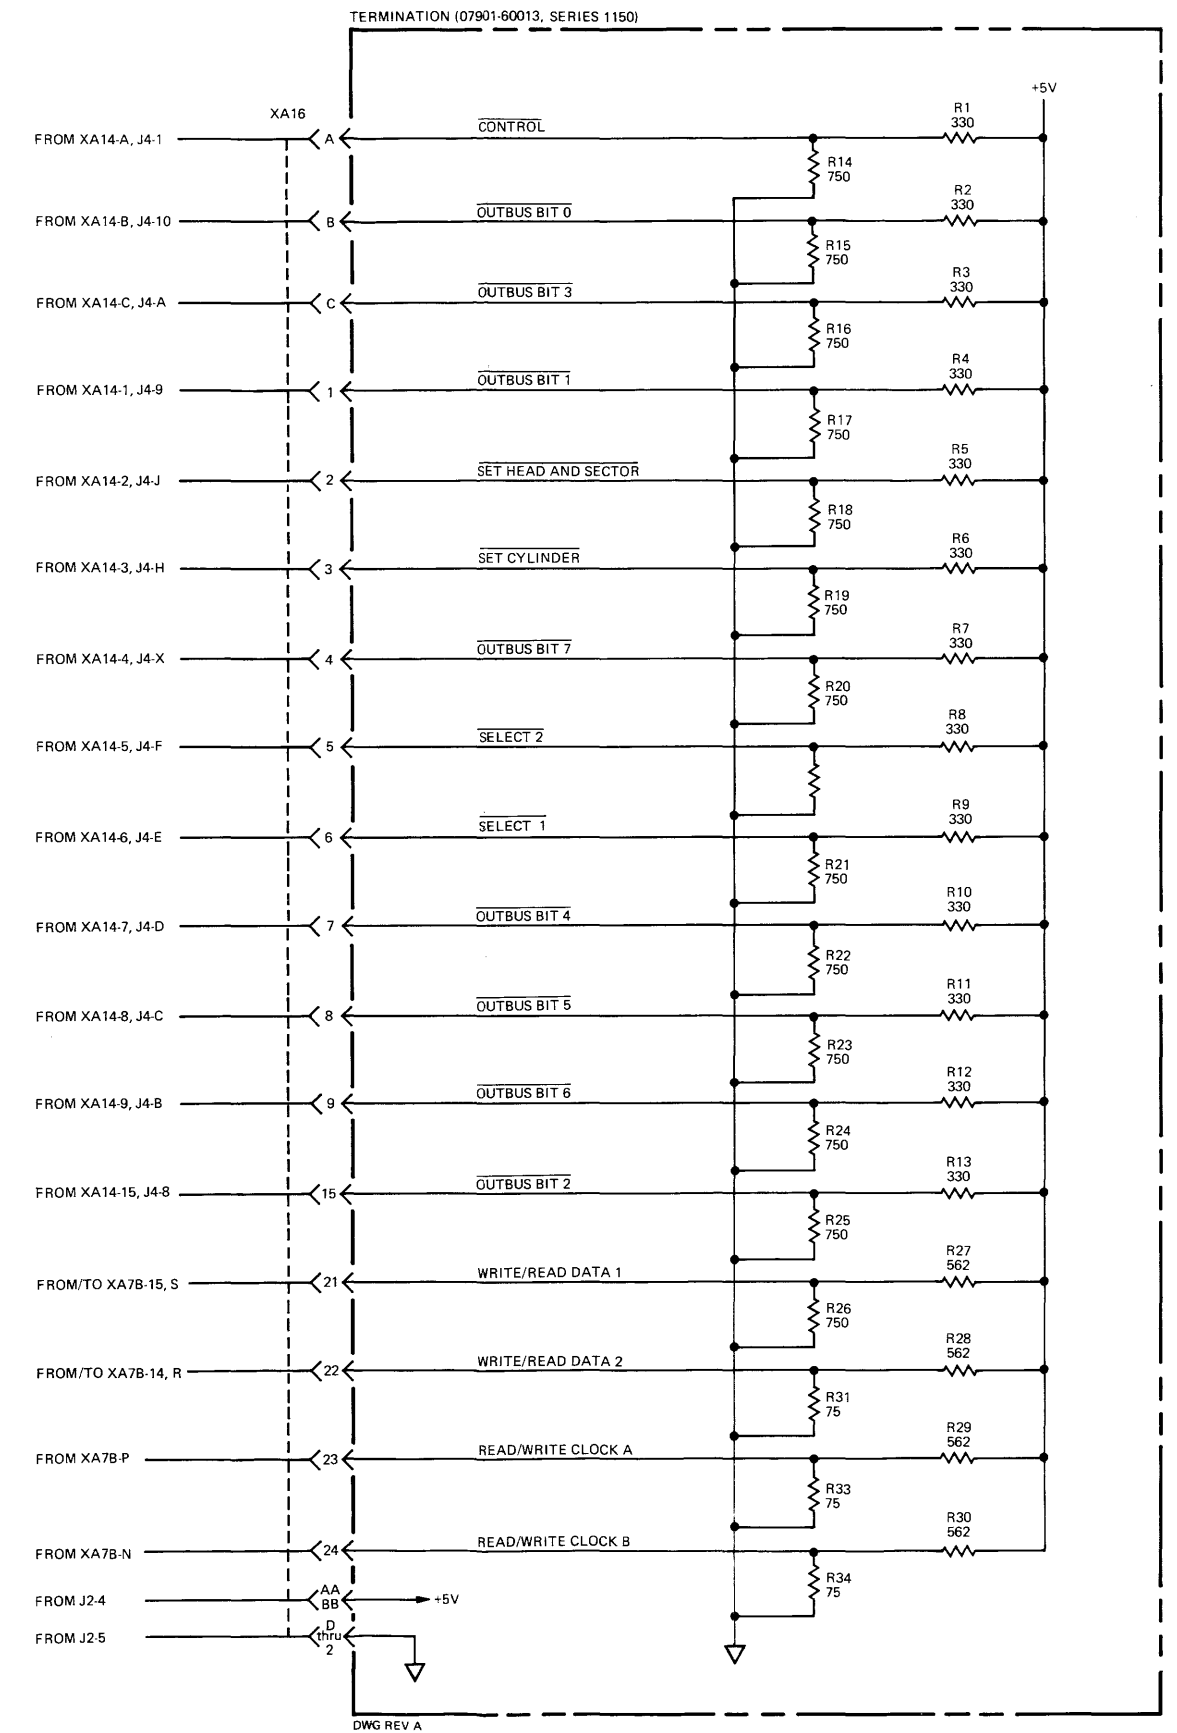 TERMINATION (07901-60013, SERIES 1150)
+5V
XA16
R1
330
FROM XA14-A, J4-1
A
CONTROL
R14
750
R2
330
FROM XA14-B, J4-10
B
OUTBUS BIT 0
R15
750
R3
330
FROM XA14-C, J4-A
C
OUTBUS BIT 3
R16
750
R4
330
FROM XA14-1, J4-9
1
OUTBUS BIT 1
R17
750
R5
330
FROM XA14-2, J4-J
2
SET HEAD AND SECTOR
R18
750
R6
330
FROM XA14-3, J4-H
3
SET CYLINDER
R19
750
R7
330
FROM XA14-4, J4-X
4
OUTBUS BIT 7
R20
750
R8
330
FROM XA14-5, J4-F
5
SELECT 2
R9
330
FROM XA14-6, J4-E
6
SELECT 1
R21
750
R10
330
FROM XA14-7, J4-D
7
OUTBUS BIT 4
R22
750
R11
330
FROM XA14-8, J4-C
8
OUTBUS BIT 5
R23
750
R12
330
FROM XA14-9, J4-B
9
OUTBUS BIT 6
R24
750
R13
330
FROM XA14-15, J4-8
15
OUTBUS BIT 2
R25
750
R27
562
FROM/TO XA7B-15, S
21
WRITE/READ DATA 1
R26
750
R28
562
FROM/TO XA7B-14, R
22
WRITE/READ DATA 2
R31
75
R29
562
FROM XA7B-P
23
READ/WRITE CLOCK A
R33
75
R30
562
FROM XA7B-N
24
READ/WRITE CLOCK B
R34
75
FROM J2-4
AA
BB
+5V
FROM J2-5
D
thru
2
DWG REV A